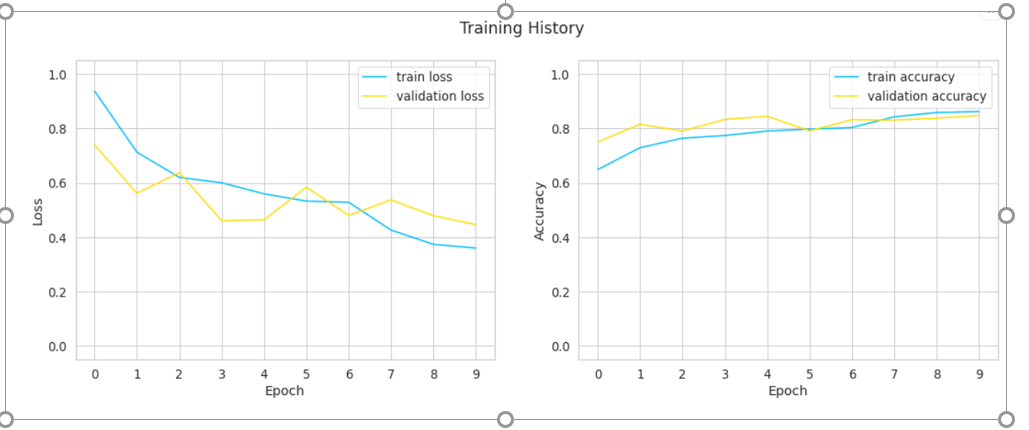 Training History
train loss
validation loss
1.0
0.8
0.6
0.4
0.2
0.0
Loss
0 1 2 3 4 5 6 7 8 9
Epoch
train accuracy
validation accuracy
1.0
0.8
0.6
0.4
0.2
0.0
Accuracy
0 1 2 3 4 5 6 7 8 9
Epoch